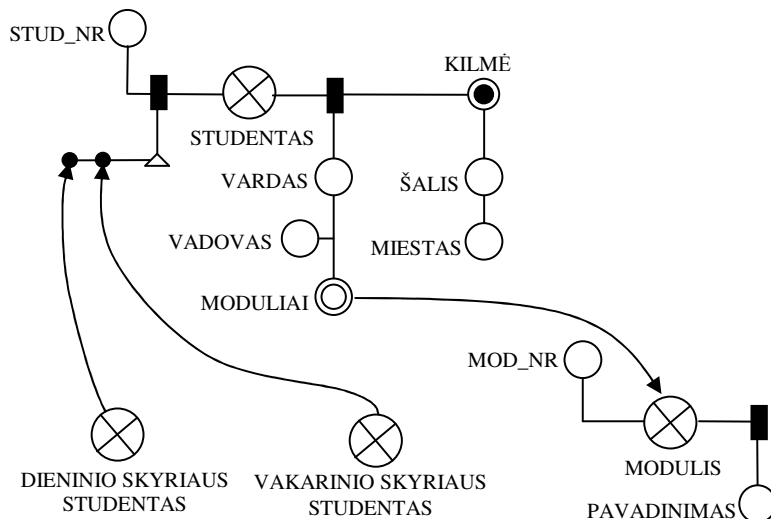 STUD_NR
KILMĖ
STUDENTAS
VARDAS
ŠALIS
VADOVAS
MIESTAS
MODULIAI
MOD_NR
MODULIS
DIENINIO SKYRIAUS
STUDENTAS
VAKARINIO SKYRIAUS
STUDENTAS
PAVADINIMAS